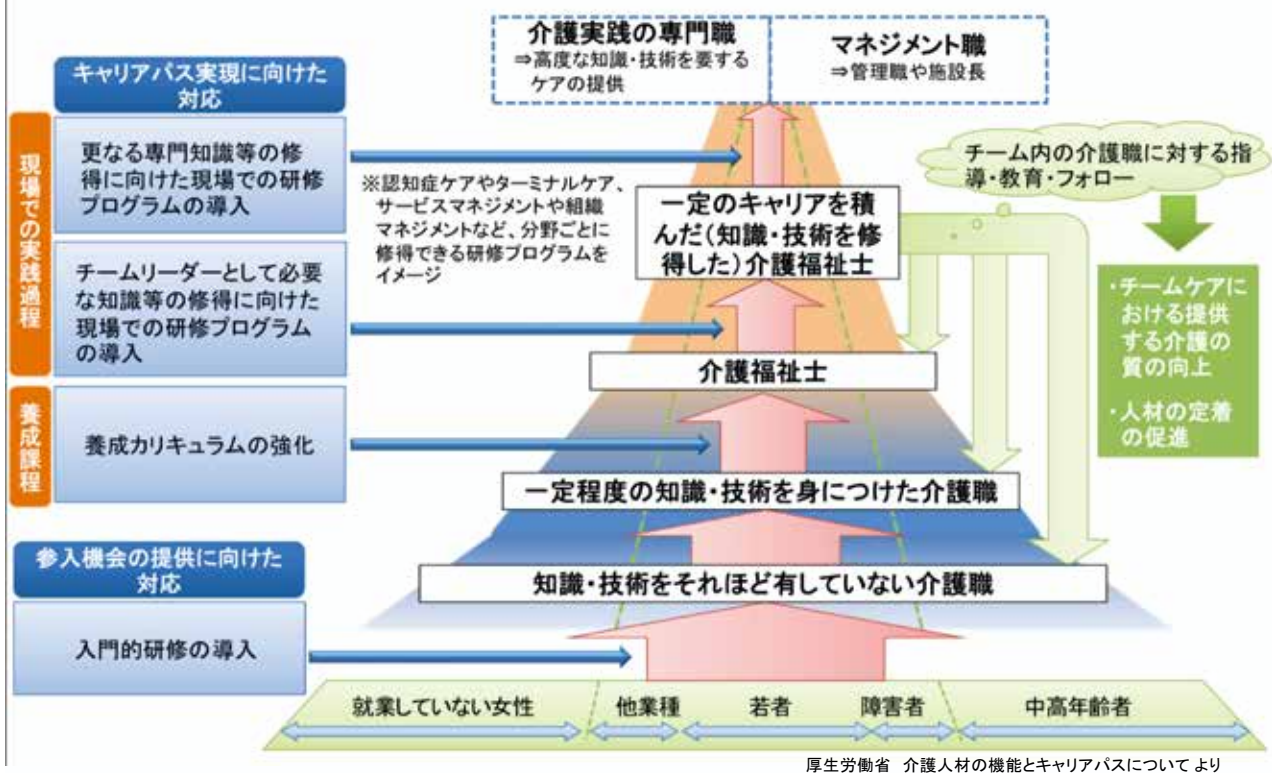 介護実践の専門職
⇒高度な知識・技術を要する
ケアの提供
マネジメント職
⇒管理職や施設長
キャリアパス実現に向けた
対応
現場での実践過程
更なる専門知識等の修
得に向けた現場での研修
プログラムの導入
※認知症ケアやターミナルケア、
サービスマネジメントや組織
マネジメントなど、分野ごとに
修得できる研修プログラムを
イメージ
一定のキャリアを積
んだ(知識・技術を修
得した)介護福祉士
チーム内の介護職に対する指
導・教育・フォロー
チームリーダーとして必要
な知識等の修得に向けた
現場での研修プログラム
の導入
・チームケアに
おける提供
する介護の
質の向上
・人材の定着
の促進
介護福祉士
養成課程
養成カリキュラムの強化
一定程度の知識・技術を身につけた介護職
参入機会の提供に向けた
対応
知識・技術をそれほど有していない介護職
入門的研修の導入
就業していない女性
他業種
若者
障害者
中高年齢者
厚生労働省 介護人材の機能とキャリアパスについて より